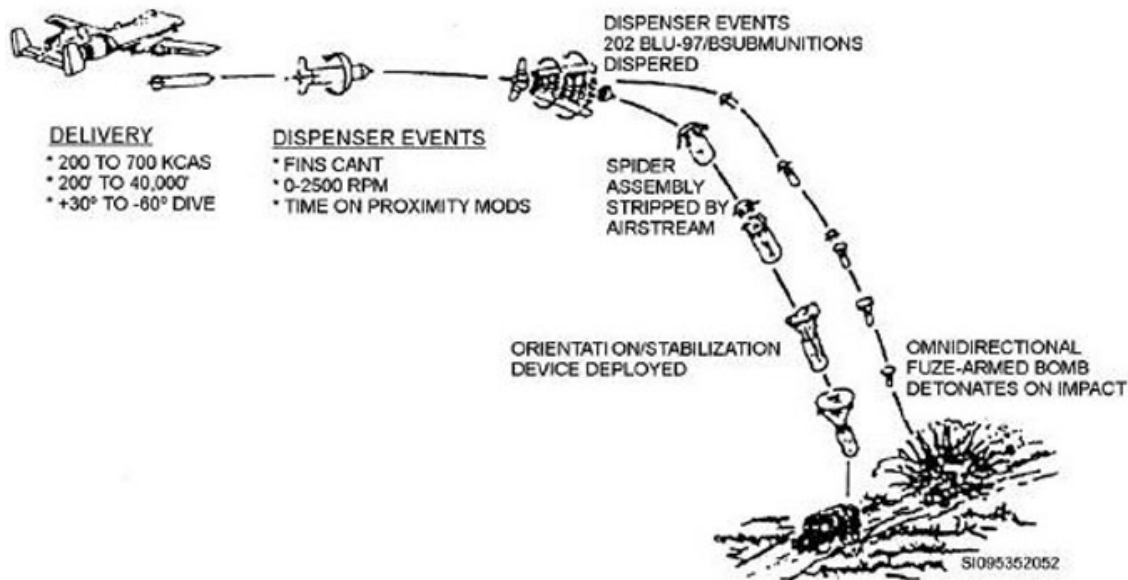 DISPENSER EVENTS
202 BLU-97/BSUBMUNITIONS
DISPERED
DELIVERY
* 200 TO 700 KCAS
* 200' TO 40,000'
* +30° TO -60° DIVE
DISPENSER EVENTS
* FINS CANT
* 0-2500 RPM
* TIME ON PROXIMITY MODS
SPIDER
ASSEMBLY
STRIPPED BY
AIRSTREAM
ORIENTATION/STABILIZATION
DEVICE DEPLOYED
OMNIDIRECTIONAL
FUZE-ARMED BOMB
DETONATES ON IMPACT
SI095352052